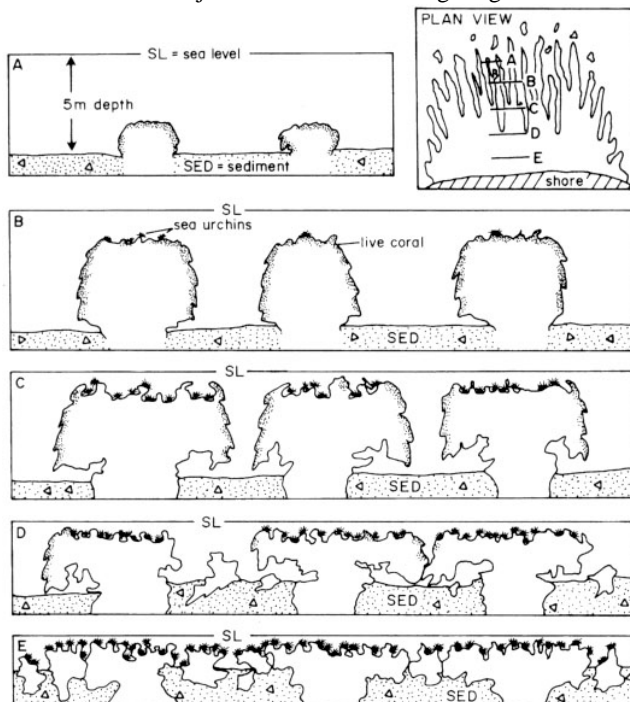 A
SL = sea level
5m depth
SED = sediment
PLAN VIEW
A
B
C
D
E
shore
B
SL
sea urchins
live coral
SED
C
SL
SED
D
SL
SED
E
SL
SED